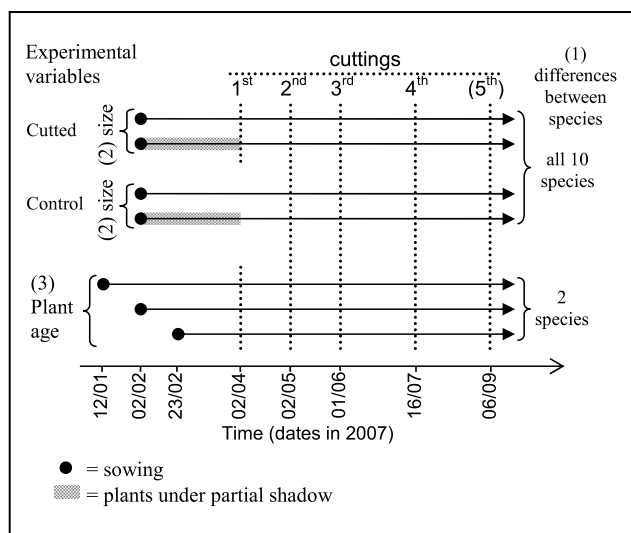 Experimental
variables
cuttings
1st 2nd 3rd 4th (5th)
(1)
differences
between
species
Cutted
(2) size
all 10
species
Control
(2) size
(3)
Plant
age
2
species
12/01 02/02 23/02 02/04 02/05 01/06 16/07 06/09
Time (dates in 2007)
= sowing
= plants under partial shadow